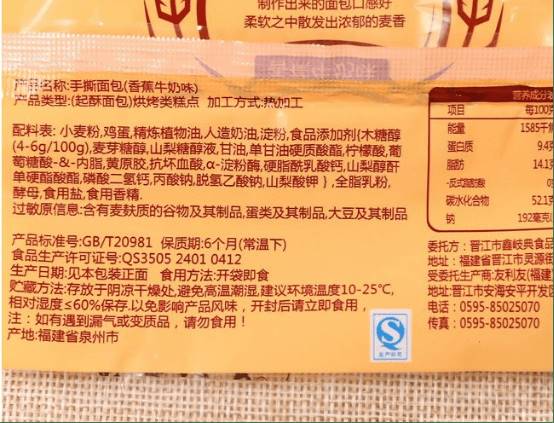 制作出来的面包口感好
柔软之中散发出浓郁的麦香
产品名称:手撕面包(香蕉牛奶味)
产品类型:(起酥面包)烘烤类糕点 加工方式:热加工
配料表: 小麦粉,鸡蛋,精炼植物油,人造奶油,淀粉,食品添加剂(木糖醇
(4-6g/100g),麦芽糖醇,山梨糖醇液,甘油,单甘油硬质酸酯,柠檬酸,葡
萄糖酸-&-内脂,黄原胶,抗坏血酸,α-淀粉酶,硬脂酰乳酸钙,山梨醇酐
单硬脂酸酯,磷酸二氢钙,丙酸钠,脱氢乙酸钠,山梨酸钾),全脂乳粉,
酵母,食用盐,食用香精.
过敏原信息:含有麦麸质的谷物及其制品,蛋类及其制品,大豆及其制品
产品标准号:GB/T20981 保质期:6个月(常温下)
食品生产许可证号:QS3505 2401 0412
生产日期:见本包装正面 食用方法:开袋即食
贮藏方法:存放于阴凉干燥处,避免高温潮湿,建议环境温度10-25℃,
相对湿度≤60%保存.以免影响产品风味,开封后请立即食用,
注:如有遇到漏气或变质品,请勿食用!
产地:福建省泉州市
营养成分表
项目 每100克
能量 1585千
蛋白质 9.4
脂肪 14.1
-反式脂肪酸 0
碳水化合物 52.1
钠 192毫克
委托方:晋江市鑫岐典食品
地址:福建省晋江市灵源街
受委托生产商:友利友(福建
地址:晋江市安海安平开发区
电话:0595-85025070
传真:0595-85025070
QS
生产许可